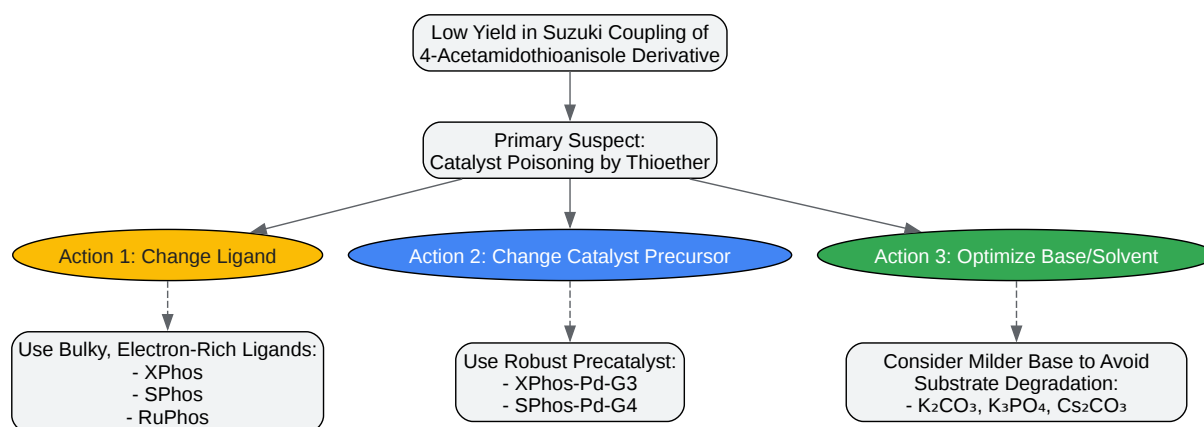 Low Yield in Suzuki Coupling of
4-Acetamidothioanisole Derivative
Primary Suspect:
Catalyst Poisoning by Thioether
Action 1: Change Ligand
Action 2: Change Catalyst Precursor
Action 3: Optimize Base/Solvent
Use Bulky, Electron-Rich Ligands:
- XPhos
- SPhos
- RuPhos
Use Robust Precatalyst:
- XPhos-Pd-G3
- SPhos-Pd-G4
Consider Milder Base to Avoid
Substrate Degradation:
- K₂CO₃, K₃PO₄, Cs₂CO₃